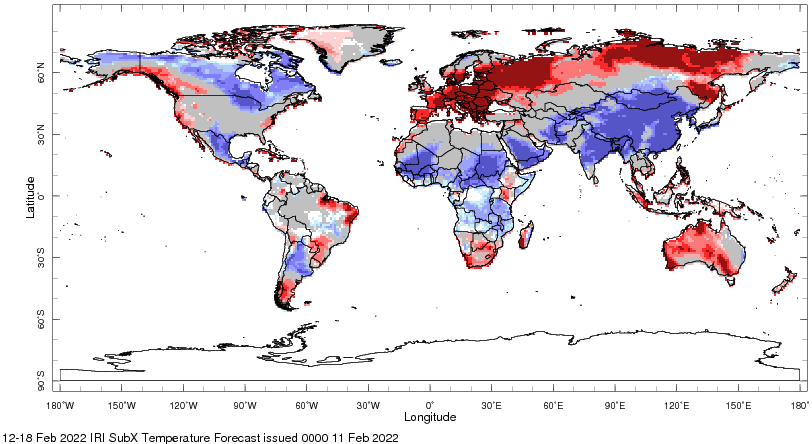 60°N
30°N
0°
30°S
60°S
90°S
Latitude
180°W 150°W 120°W 90°W 60°W 30°W 0° 30°E 60°E 90°E 120°E 150°E 180°
Longitude
12-18 Feb 2022 IRI SubX Temperature Forecast issued 0000 11 Feb 2022